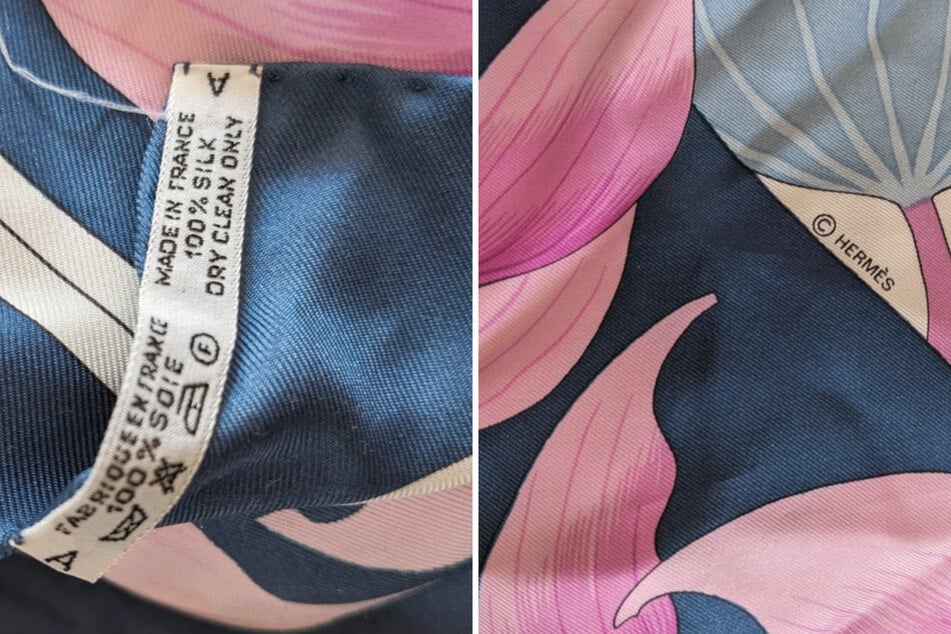 A
MADE IN FRANCE
100% SILK
DRY CLEAN ONLY
FABRIQUE EN FRANCE
100% SOIE
F
A
© HERMÈS